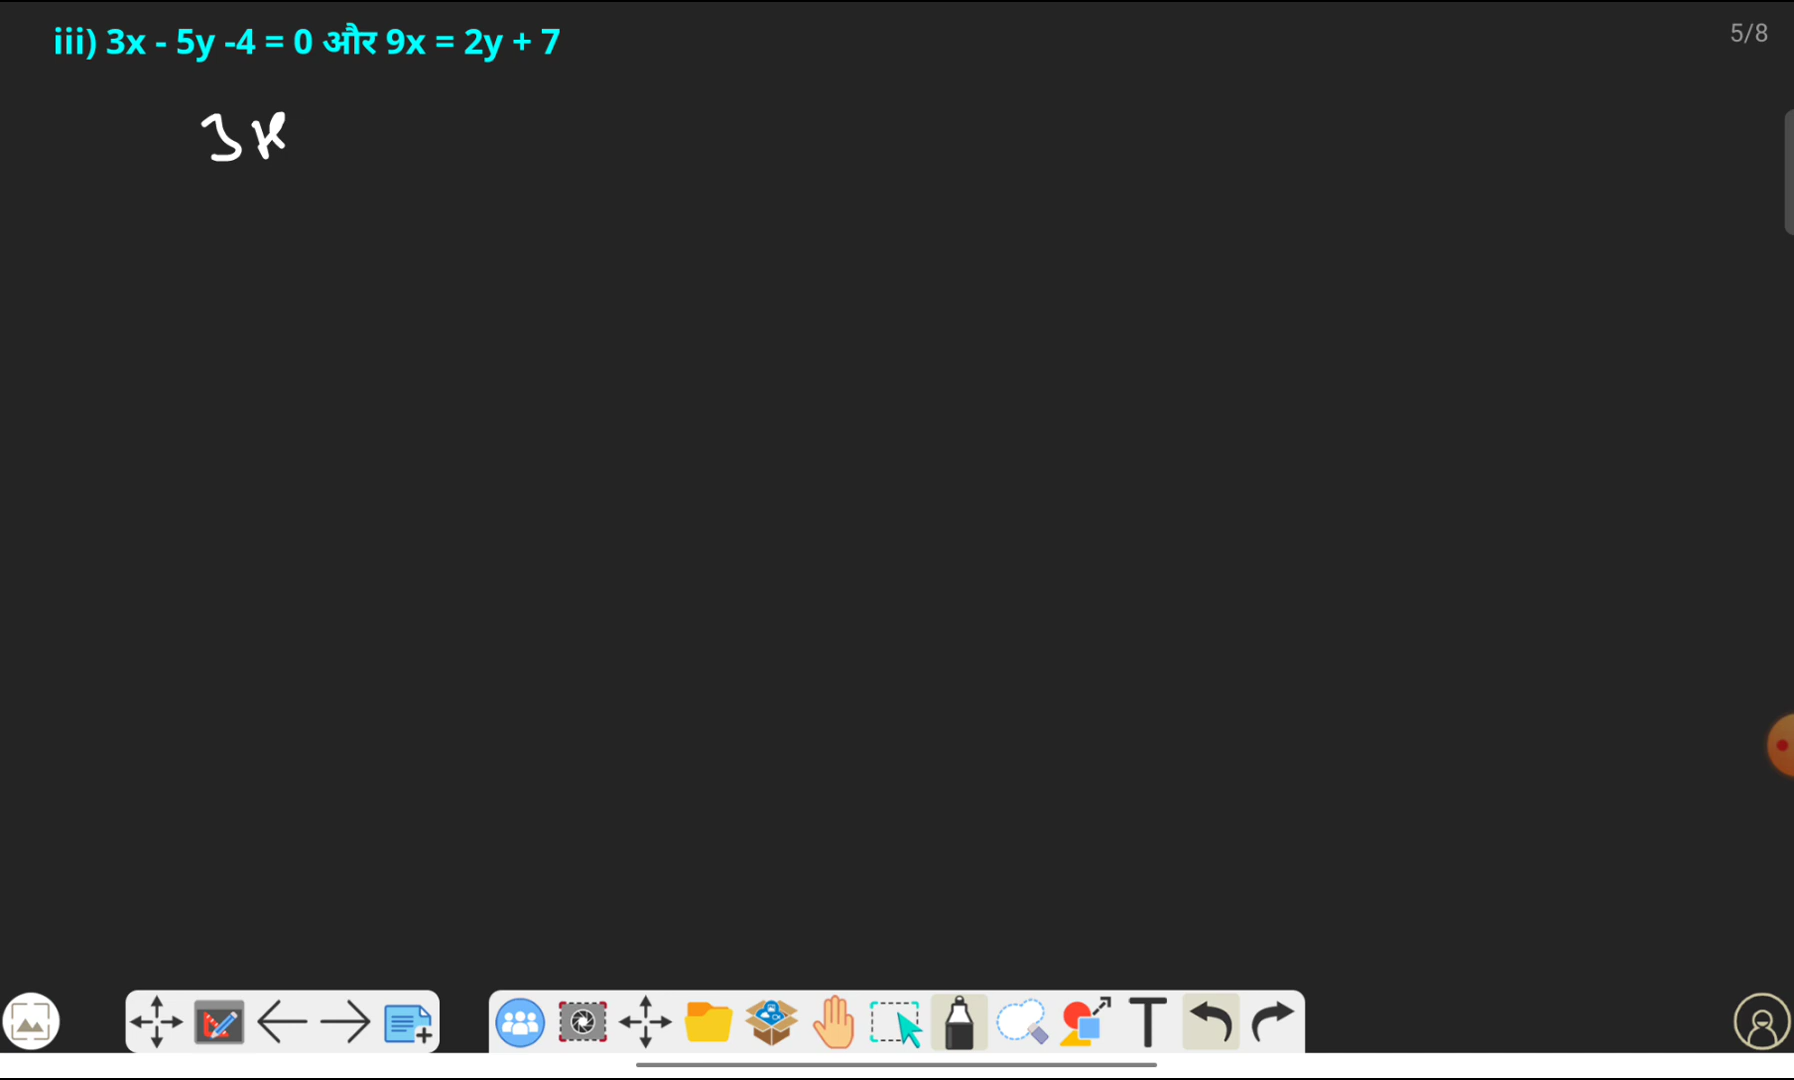 iii) 3x - 5y -4 = 0 और 9x = 2y + 7
5/8
3x